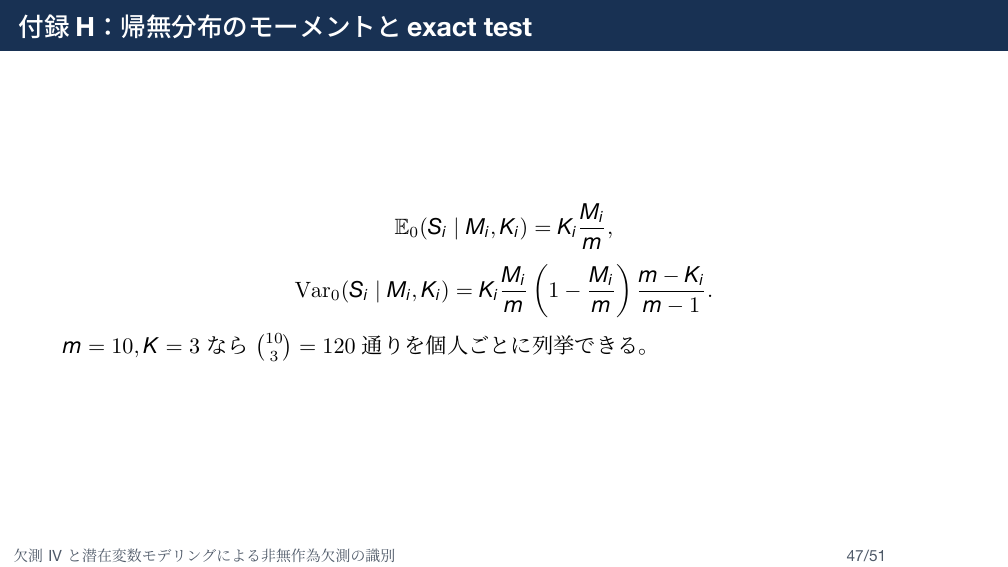 付録 H：帰無分布のモーメントと exact test
𝔼₀(Sᵢ | Mᵢ, Kᵢ) = Kᵢ Mᵢ/m,
Var₀(Sᵢ | Mᵢ, Kᵢ) = Kᵢ Mᵢ/m (1 − Mᵢ/m) (m − Kᵢ)/(m − 1).
m = 10, K = 3 なら (10 3) = 120 通りを個人ごとに列挙できる。
欠測 IV と潜在変数モデリングによる非無作為欠測の識別
47/51